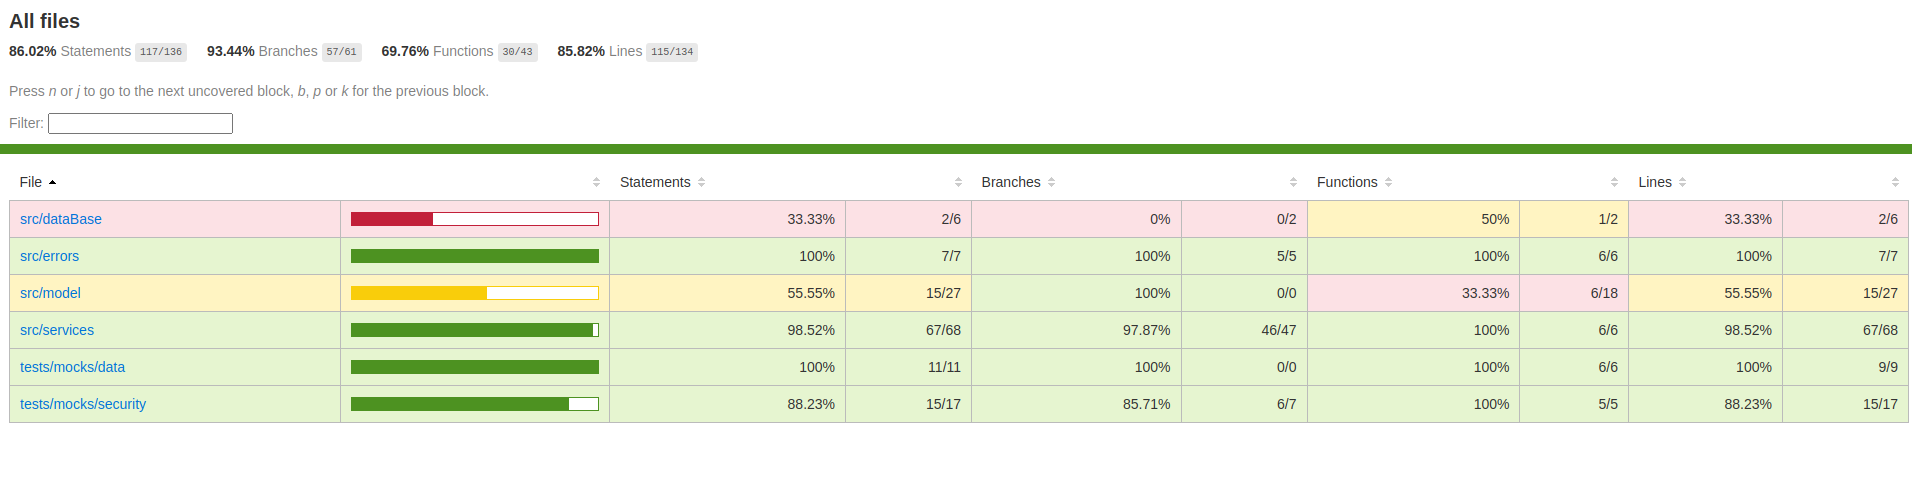 All files
86.02% Statements 117/136 93.44% Branches 57/61 69.76% Functions 30/43 85.82% Lines 115/134
Press n or j to go to the next uncovered block, b, p or k for the previous block.
Filter:
File Statements Branches Functions Lines
src/dataBase 33.33% 2/6 0% 0/2 50% 1/2 33.33% 2/6
src/errors 100% 7/7 100% 5/5 100% 6/6 100% 7/7
src/model 55.55% 15/27 100% 0/0 33.33% 6/18 55.55% 15/27
src/services 98.52% 67/68 97.87% 46/47 100% 6/6 98.52% 67/68
tests/mocks/data 100% 11/11 100% 0/0 100% 6/6 100% 9/9
tests/mocks/security 88.23% 15/17 85.71% 6/7 100% 5/5 88.23% 15/17